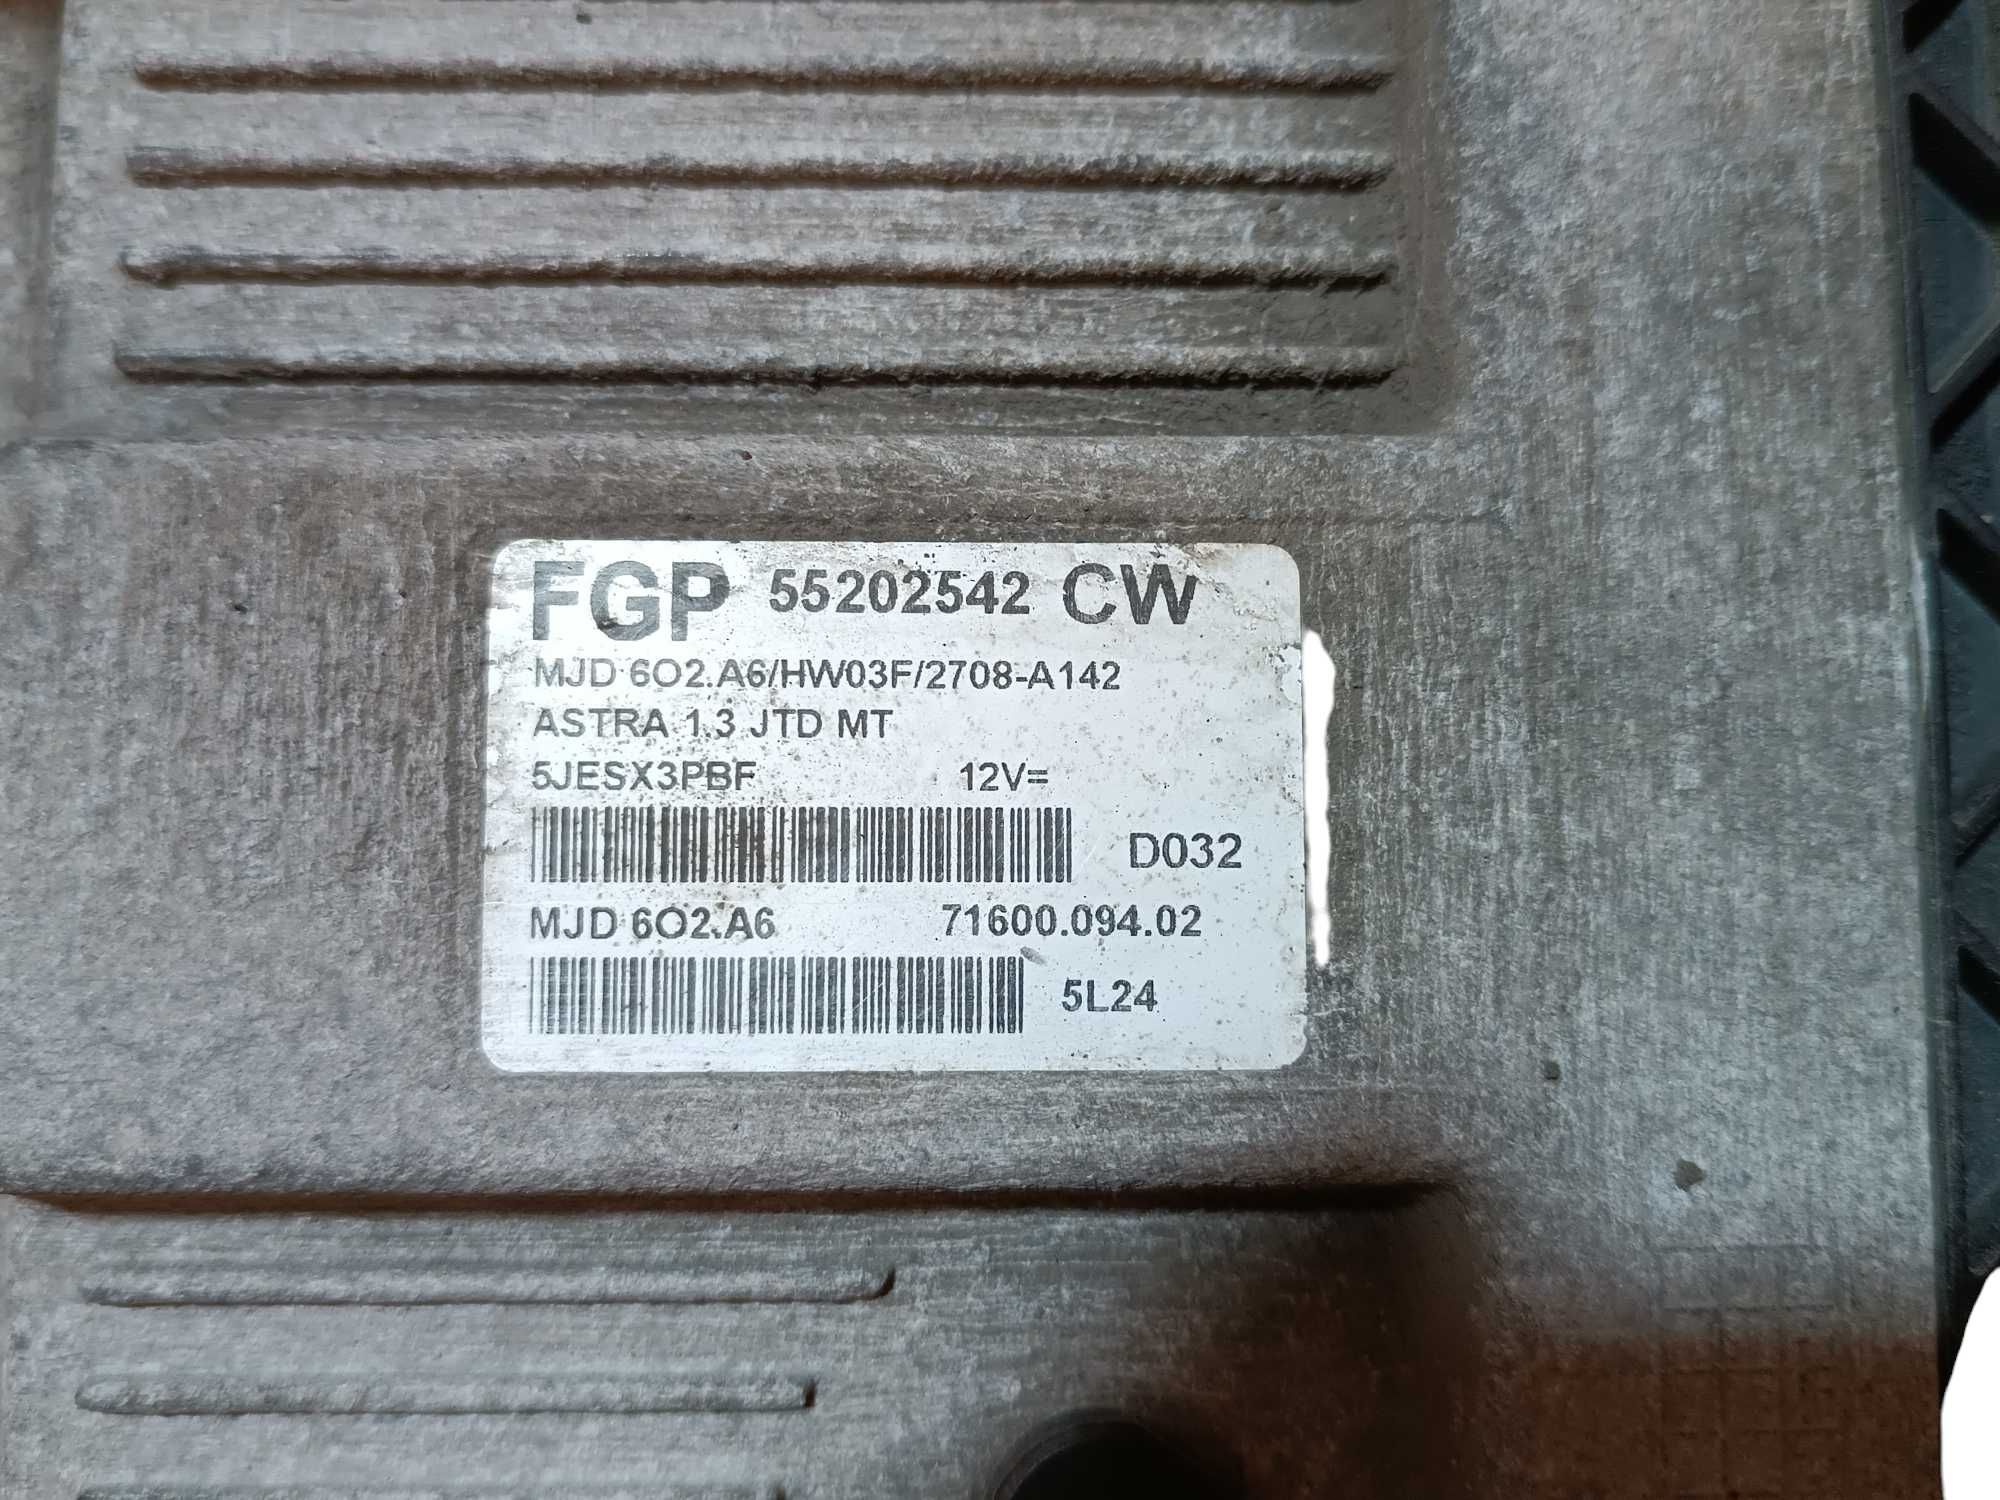 FGP 55202542 CW
MJD 6O2.A6/HW03F/2708-A142
ASTRA 1.3 JTD MT
5JESX3PBF 12V=
D032
MJD 6O2.A6 71600.094.02
5L24